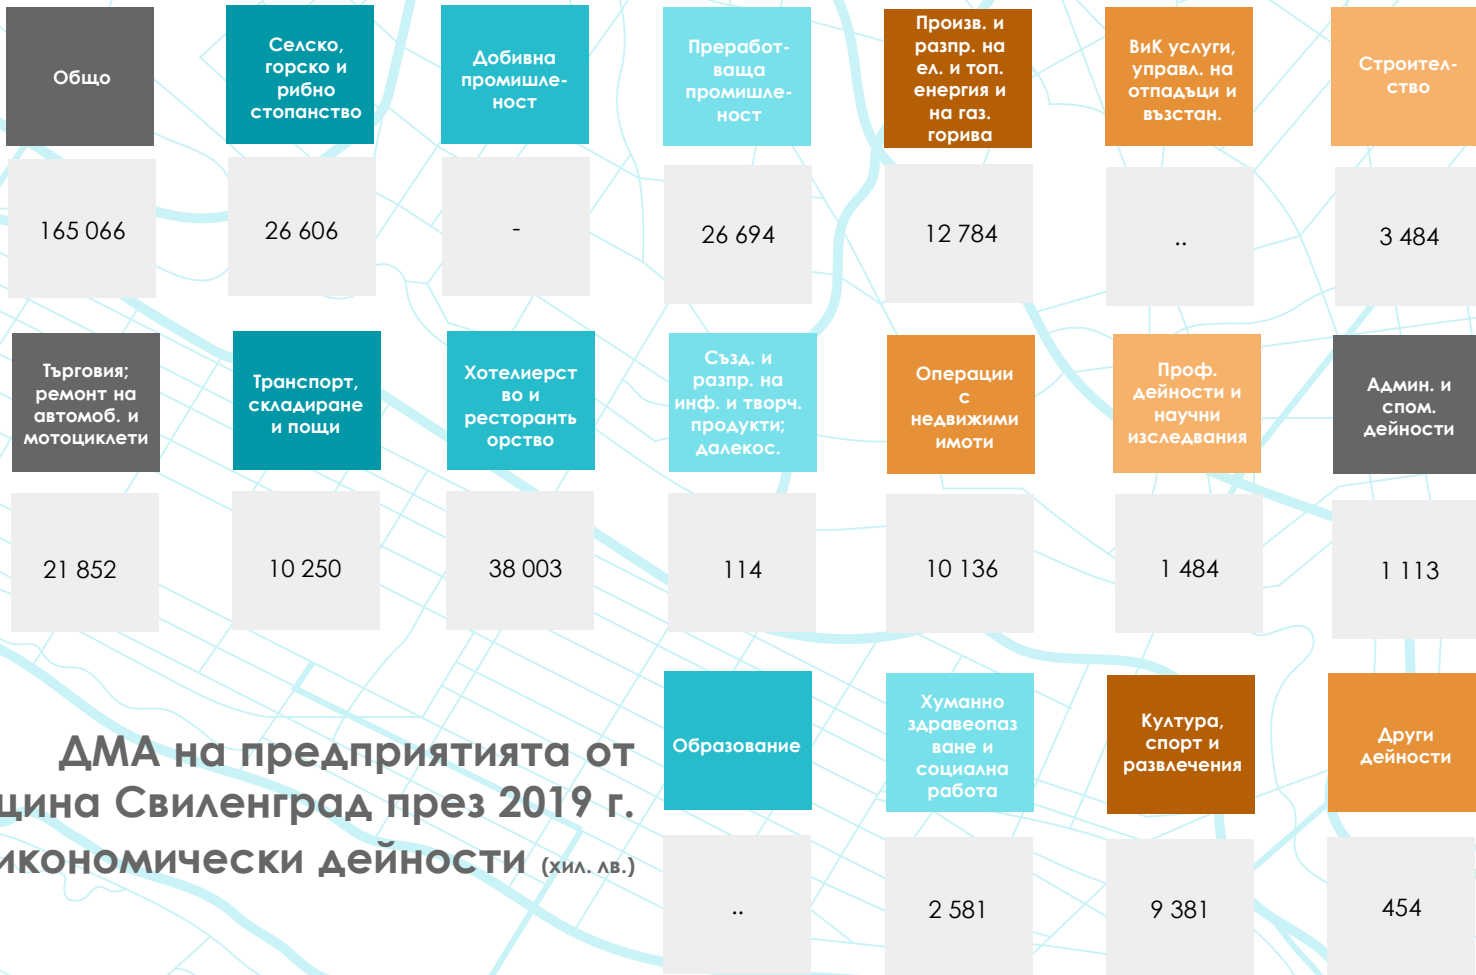 Общо
Селско,
горско и
рибно
стопанство
Добивна
промишле-
ност
Преработ-
ваща
промишле-
ност
Произв. и
разпр. на
ел. и топ.
енергия и
на газ.
горива
ВиК услуги,
управл. на
отпадъци и
възстан.
Строител-
ство
165 066
26 606
-
26 694
12 784
..
3 484
Търговия;
ремонт на
автомоб. и
мотоциклети
Транспорт,
складиране
и пощи
Хотелиерст
во и
ресторантъ
орство
Създ. и
разпр. на
инф. и творч.
продукти;
далекос.
Операции
с
недвижими
имоти
Проф.
дейности и
научни
изследвания
Админ. и
спом.
дейности
21 852
10 250
38 003
114
10 136
1 484
1 113
ДМА на предприятията от
щина Свиленград през 2019 г.
икономически дейности (хил. лв.)
Образование
Хуманно
здравеопаз
ване и
социална
работа
Култура,
спорт и
развлечения
Други
дейности
..
2 581
9 381
454